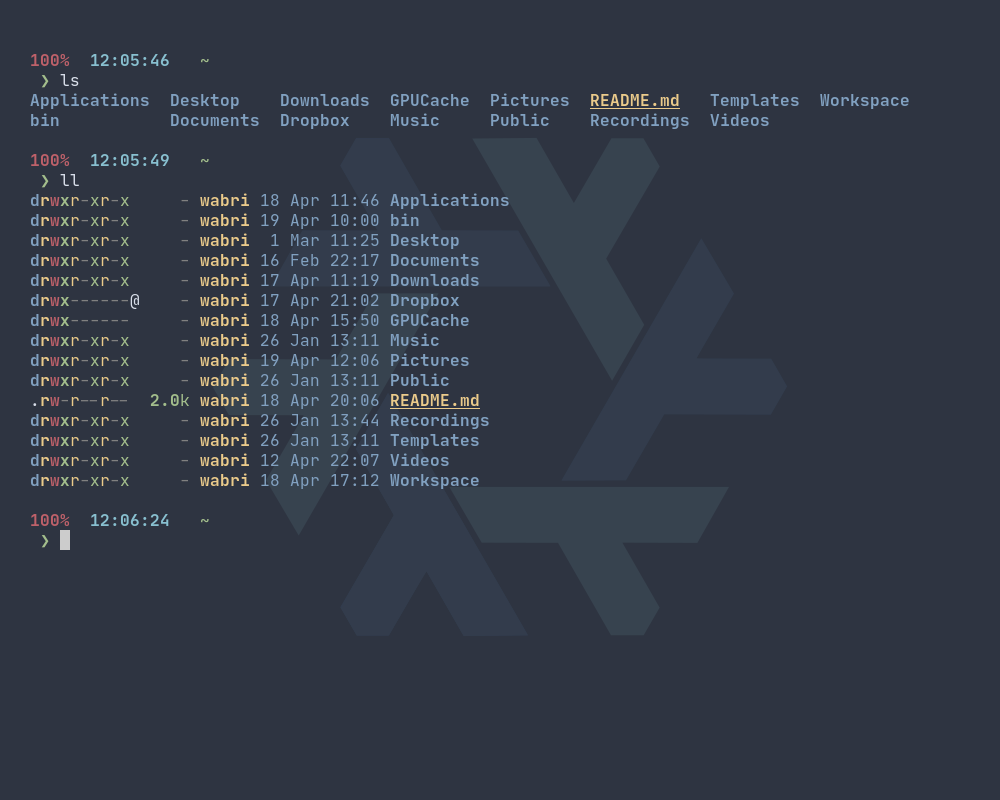 100%  12:05:46   ~
❯ ls
Applications  Desktop    Downloads  GPUCache  Pictures  README.md   Templates  Workspace
bin           Documents  Dropbox    Music     Public    Recordings  Videos
100%  12:05:49   ~
❯ ll
drwxr-xr-x     - wabri 18 Apr 11:46 Applications
drwxr-xr-x     - wabri 19 Apr 10:00 bin
drwxr-xr-x     - wabri  1 Mar 11:25 Desktop
drwxr-xr-x     - wabri 16 Feb 22:17 Documents
drwxr-xr-x     - wabri 17 Apr 11:19 Downloads
drwx------@    - wabri 17 Apr 21:02 Dropbox
drwx------     - wabri 18 Apr 15:50 GPUCache
drwxr-xr-x     - wabri 26 Jan 13:11 Music
drwxr-xr-x     - wabri 19 Apr 12:06 Pictures
drwxr-xr-x     - wabri 26 Jan 13:11 Public
.rw-r--r--  2.0k wabri 18 Apr 20:06 README.md
drwxr-xr-x     - wabri 26 Jan 13:44 Recordings
drwxr-xr-x     - wabri 26 Jan 13:11 Templates
drwxr-xr-x     - wabri 12 Apr 22:07 Videos
drwxr-xr-x     - wabri 18 Apr 17:12 Workspace
100%  12:06:24   ~
❯